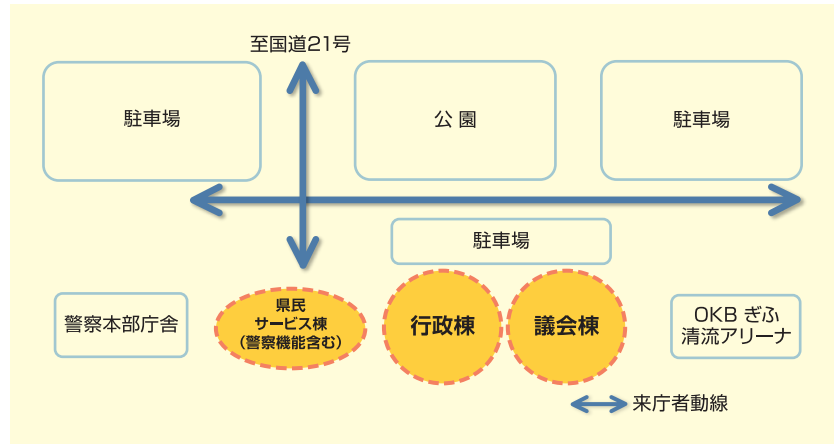 至国道21号
駐車場
公 園
駐車場
駐車場
警察本部庁舎
県民
サービス棟
(警察機能含む)
行政棟
議会棟
OKB ぎふ
清流アリーナ
来庁者動線